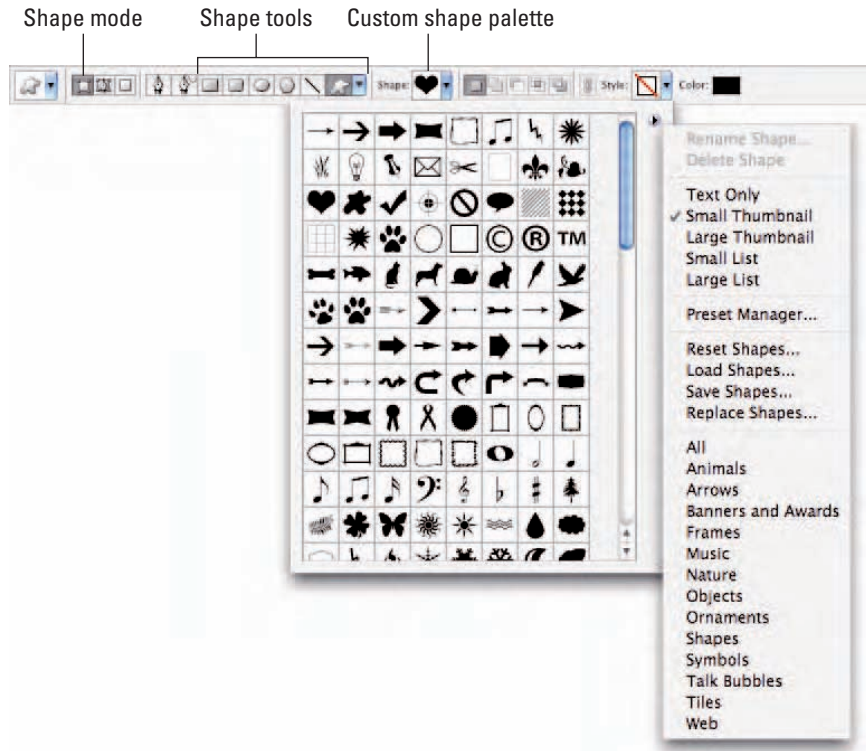 Shape mode Shape tools Custom shape palette
Shape: Style: Color:
© ® TM
Rename Shape...
Delete Shape
Text Only
✓ Small Thumbnail
Large Thumbnail
Small List
Large List
Preset Manager...
Reset Shapes...
Load Shapes...
Save Shapes...
Replace Shapes...
All
Animals
Arrows
Banners and Awards
Frames
Music
Nature
Objects
Ornaments
Shapes
Symbols
Talk Bubbles
Tiles
Web